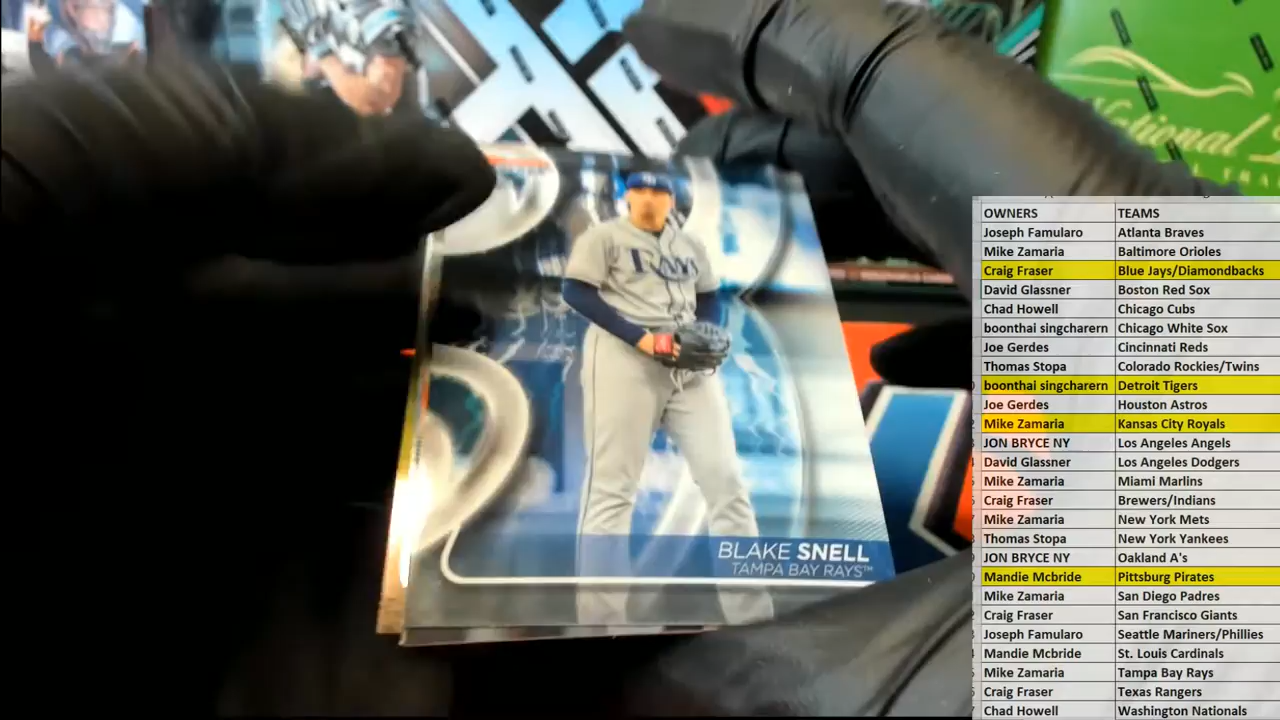 National
RAYS
BLAKE SNELL
TAMPA BAY RAYS™
OWNERS TEAMS
Joseph Famularo Atlanta Braves
Mike Zamaria Baltimore Orioles
Craig Fraser Blue Jays/Diamondbacks
David Glassner Boston Red Sox
Chad Howell Chicago Cubs
boonthai singcharern Chicago White Sox
Joe Gerdes Cincinnati Reds
Thomas Stopa Colorado Rockies/Twins
boonthai singcharern Detroit Tigers
Joe Gerdes Houston Astros
Mike Zamaria Kansas City Royals
JON BRYCE NY Los Angeles Angels
David Glassner Los Angeles Dodgers
Mike Zamaria Miami Marlins
Craig Fraser Brewers/Indians
Mike Zamaria New York Mets
Thomas Stopa New York Yankees
JON BRYCE NY Oakland A's
Mandie Mcbride Pittsburg Pirates
Mike Zamaria San Diego Padres
Craig Fraser San Francisco Giants
Joseph Famularo Seattle Mariners/Phillies
Mandie Mcbride St. Louis Cardinals
Mike Zamaria Tampa Bay Rays
Craig Fraser Texas Rangers
Chad Howell Washington Nationals